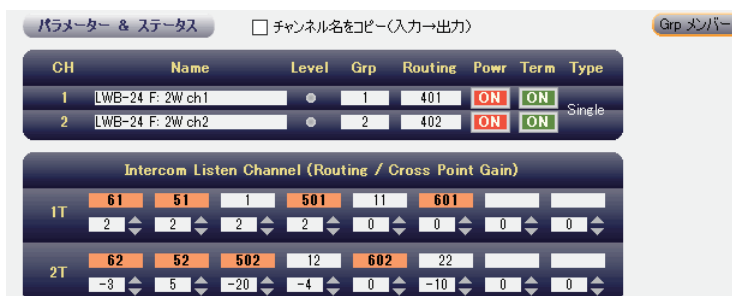 パラメーター & ステータス □ チャンネル名をコピー(入力→出力) Grp メンバー
CH Name Level Grp Routing Powr Term Type
1 LWB-24 F: 2W ch1 1 401 ON ON Single
2 LWB-24 F: 2W ch2 2 402 ON ON
Intercom Listen Channel (Routing / Cross Point Gain)
1T 61 51 1 501 11 601
2 2 2 2 0 0 0 0
2T 62 52 502 12 602 22
-3 5 -20 -4 0 -10 0 0